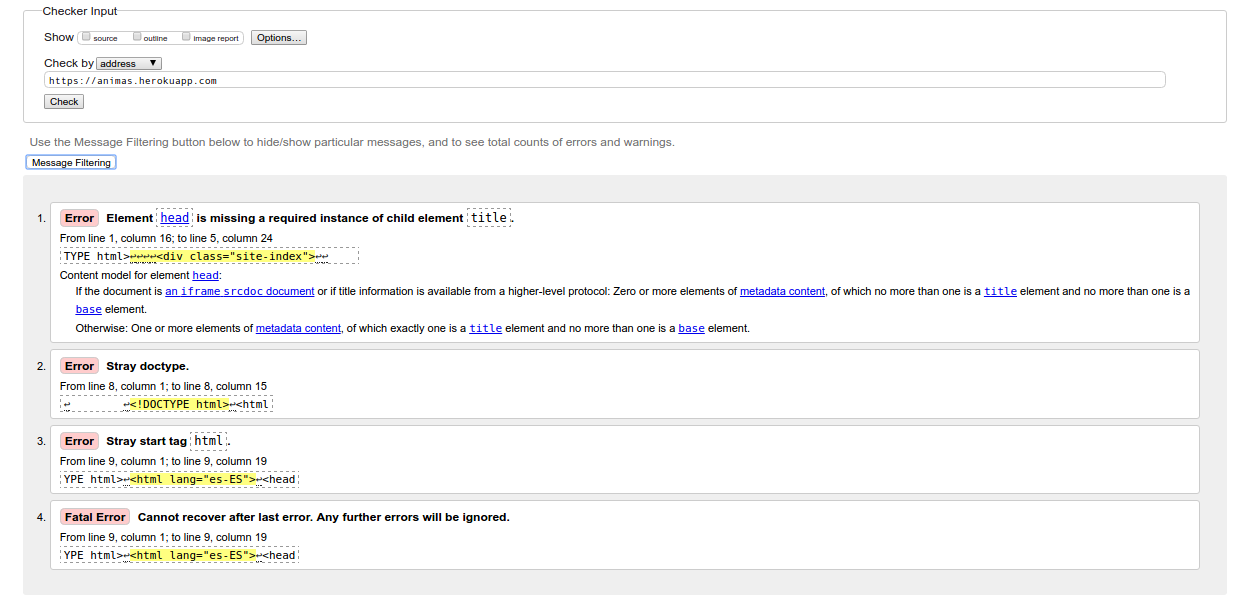 Checker Input
Show source outline image report Options...
Check by address ▼
https://animas.herokuapp.com
Check
Use the Message Filtering button below to hide/show particular messages, and to see total counts of errors and warnings.
Message Filtering
1. Error Element head is missing a required instance of child element title.
From line 1, column 16; to line 5, column 24
TYPE html>↩↩↩↩<div class="site-index">↩↩
Content model for element head:
If the document is an iframe srcdoc document or if title information is available from a higher-level protocol: Zero or more elements of metadata content, of which no more than one is a title element and no more than one is a
base element.
Otherwise: One or more elements of metadata content, of which exactly one is a title element and no more than one is a base element.
2. Error Stray doctype.
From line 8, column 1; to line 8, column 15
↩ ↩<!DOCTYPE html>↩<html
3. Error Stray start tag html.
From line 9, column 1; to line 9, column 19
YPE html>↩<html lang="es-ES">↩<head
4. Fatal Error Cannot recover after last error. Any further errors will be ignored.
From line 9, column 1; to line 9, column 19
YPE html>↩<html lang="es-ES">↩<head